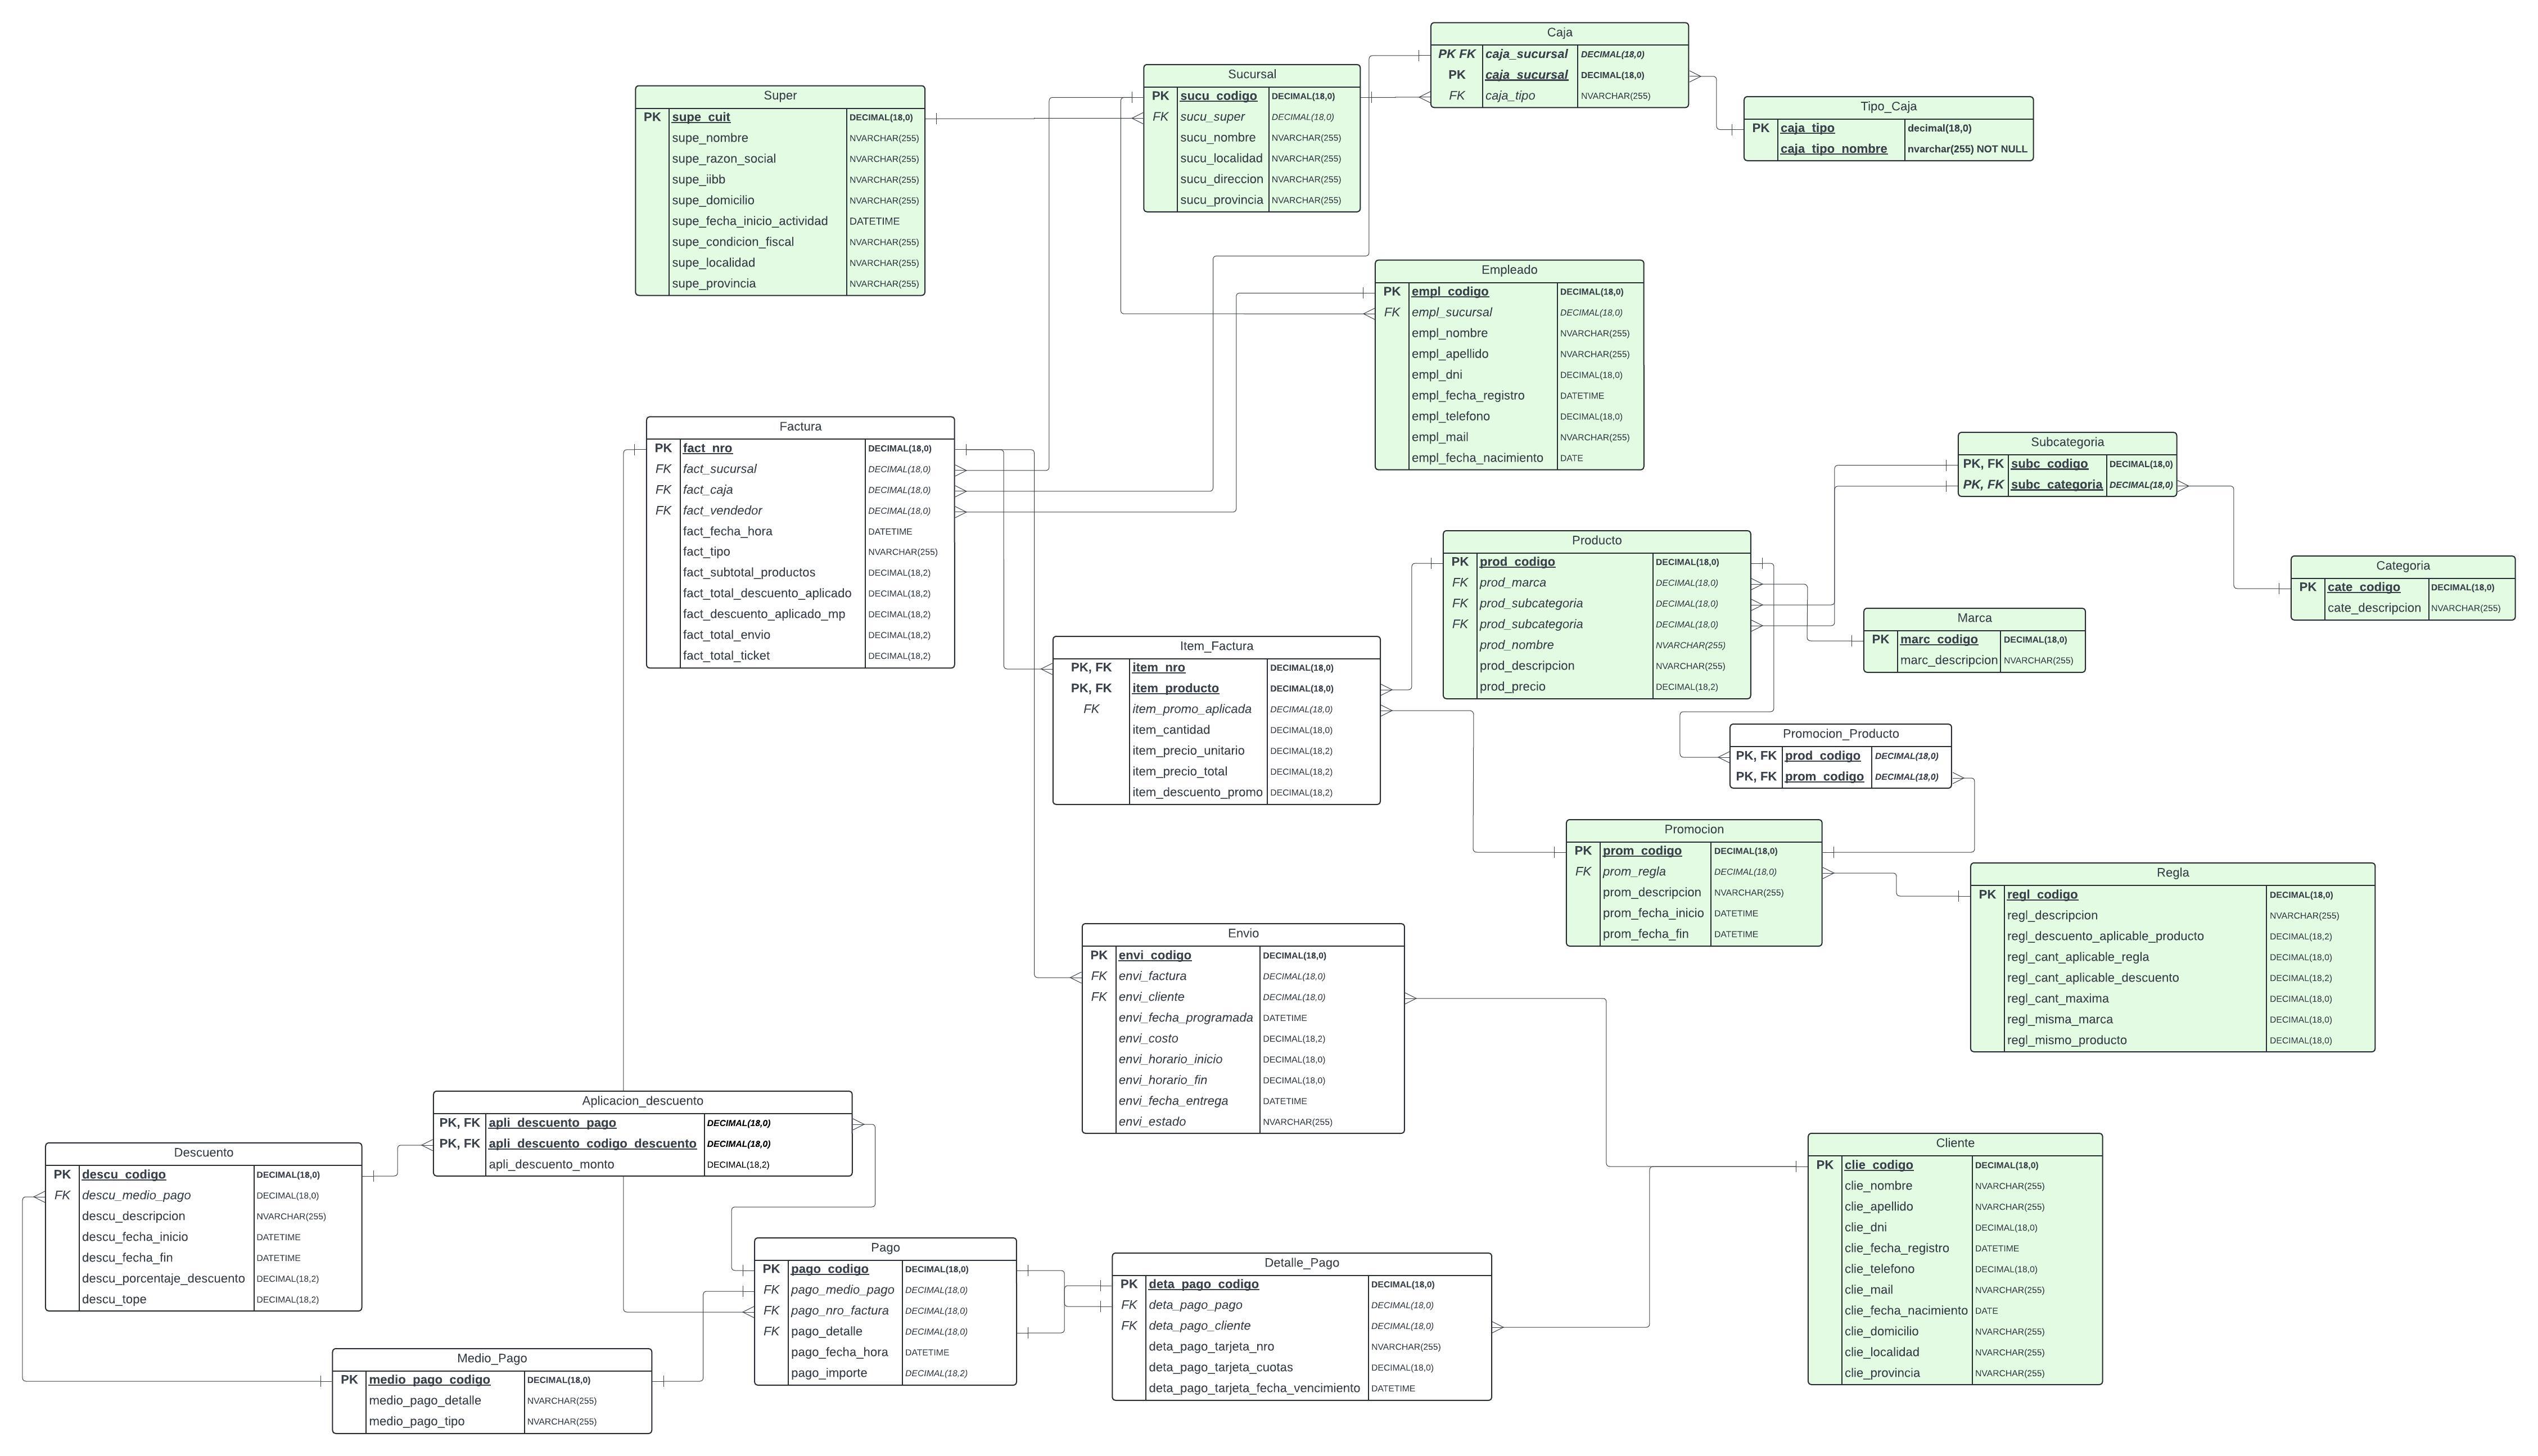 Caja
PK FK caja_sucursal DECIMAL(18,0)
PK caja_sucursal DECIMAL(18,0)
FK caja_tipo NVARCHAR(255)
Sucursal
PK sucu_codigo DECIMAL(18,0)
FK sucu_super DECIMAL(18,0)
sucu_nombre NVARCHAR(255)
sucu_localidad NVARCHAR(255)
sucu_direccion NVARCHAR(255)
sucu_provincia NVARCHAR(255)
Super
PK supe_cuit DECIMAL(18,0)
supe_nombre NVARCHAR(255)
supe_razon_social NVARCHAR(255)
supe_iibb NVARCHAR(255)
supe_domicilio NVARCHAR(255)
supe_fecha_inicio_actividad DATETIME
supe_condicion_fiscal NVARCHAR(255)
supe_localidad NVARCHAR(255)
supe_provincia NVARCHAR(255)
Tipo_Caja
PK caja_tipo decimal(18,0)
caja_tipo_nombre nvarchar(255) NOT NULL
Empleado
PK empl_codigo DECIMAL(18,0)
FK empl_sucursal DECIMAL(18,0)
empl_nombre NVARCHAR(255)
empl_apellido NVARCHAR(255)
empl_dni DECIMAL(18,0)
empl_fecha_registro DATETIME
empl_telefono DECIMAL(18,0)
empl_mail NVARCHAR(255)
empl_fecha_nacimiento DATE
Factura
PK fact_nro DECIMAL(18,0)
FK fact_sucursal DECIMAL(18,0)
FK fact_caja DECIMAL(18,0)
FK fact_vendedor DECIMAL(18,0)
fact_fecha_hora DATETIME
fact_tipo NVARCHAR(255)
fact_subtotal_productos DECIMAL(18,2)
fact_total_descuento_aplicado DECIMAL(18,2)
fact_descuento_aplicado_mp DECIMAL(18,2)
fact_total_envio DECIMAL(18,2)
fact_total_ticket DECIMAL(18,2)
Subcategoria
PK, FK subc_codigo DECIMAL(18,0)
PK, FK subc_categoria DECIMAL(18,0)
Producto
PK prod_codigo DECIMAL(18,0)
FK prod_marca DECIMAL(18,0)
FK prod_subcategoria DECIMAL(18,0)
FK prod_subcategoria DECIMAL(18,0)
prod_nombre NVARCHAR(255)
prod_descripcion NVARCHAR(255)
prod_precio DECIMAL(18,2)
Categoria
PK cate_codigo DECIMAL(18,0)
cate_descripcion NVARCHAR(255)
Marca
PK marc_codigo DECIMAL(18,0)
marc_descripcion NVARCHAR(255)
Item_Factura
PK, FK item_nro DECIMAL(18,0)
PK, FK item_producto DECIMAL(18,0)
FK item_promo_aplicada DECIMAL(18,0)
item_cantidad DECIMAL(18,0)
item_precio_unitario DECIMAL(18,2)
item_precio_total DECIMAL(18,2)
item_descuento_promo DECIMAL(18,2)
Promocion_Producto
PK, FK prod_codigo DECIMAL(18,0)
PK, FK prom_codigo DECIMAL(18,0)
Promocion
PK prom_codigo DECIMAL(18,0)
FK prom_regla DECIMAL(18,0)
prom_descripcion NVARCHAR(255)
prom_fecha_inicio DATETIME
prom_fecha_fin DATETIME
Regla
PK regl_codigo DECIMAL(18,0)
regl_descripcion NVARCHAR(255)
regl_descuento_aplicable_producto DECIMAL(18,2)
regl_cant_aplicable_regla DECIMAL(18,0)
regl_cant_aplicable_descuento DECIMAL(18,2)
regl_cant_maxima DECIMAL(18,0)
regl_misma_marca DECIMAL(18,0)
regl_mismo_producto DECIMAL(18,0)
Envio
PK envi_codigo DECIMAL(18,0)
FK envi_factura DECIMAL(18,0)
FK envi_cliente DECIMAL(18,0)
envi_fecha_programada DATETIME
envi_costo DECIMAL(18,2)
envi_horario_inicio DECIMAL(18,0)
envi_horario_fin DECIMAL(18,0)
envi_fecha_entrega DATETIME
envi_estado NVARCHAR(255)
Aplicacion_descuento
PK, FK apli_descuento_pago DECIMAL(18,0)
PK, FK apli_descuento_codigo_descuento DECIMAL(18,0)
apli_descuento_monto DECIMAL(18,2)
Descuento
PK descu_codigo DECIMAL(18,0)
FK descu_medio_pago DECIMAL(18,0)
descu_descripcion NVARCHAR(255)
descu_fecha_inicio DATETIME
descu_fecha_fin DATETIME
descu_porcentaje_descuento DECIMAL(18,2)
descu_tope DECIMAL(18,2)
Cliente
PK clie_codigo DECIMAL(18,0)
clie_nombre NVARCHAR(255)
clie_apellido NVARCHAR(255)
clie_dni DECIMAL(18,0)
clie_fecha_registro DATETIME
clie_telefono DECIMAL(18,0)
clie_mail NVARCHAR(255)
clie_fecha_nacimiento DATE
clie_domicilio NVARCHAR(255)
clie_localidad NVARCHAR(255)
clie_provincia NVARCHAR(255)
Pago
PK pago_codigo DECIMAL(18,0)
FK pago_medio_pago DECIMAL(18,0)
FK pago_nro_factura DECIMAL(18,0)
FK pago_detalle DECIMAL(18,0)
pago_fecha_hora DATETIME
pago_importe DECIMAL(18,2)
Detalle_Pago
PK deta_pago_codigo DECIMAL(18,0)
FK deta_pago_pago DECIMAL(18,0)
FK deta_pago_cliente DECIMAL(18,0)
deta_pago_tarjeta_nro NVARCHAR(255)
deta_pago_tarjeta_cuotas DECIMAL(18,0)
deta_pago_tarjeta_fecha_vencimiento DATETIME
Medio_Pago
PK medio_pago_codigo DECIMAL(18,0)
medio_pago_detalle NVARCHAR(255)
medio_pago_tipo NVARCHAR(255)